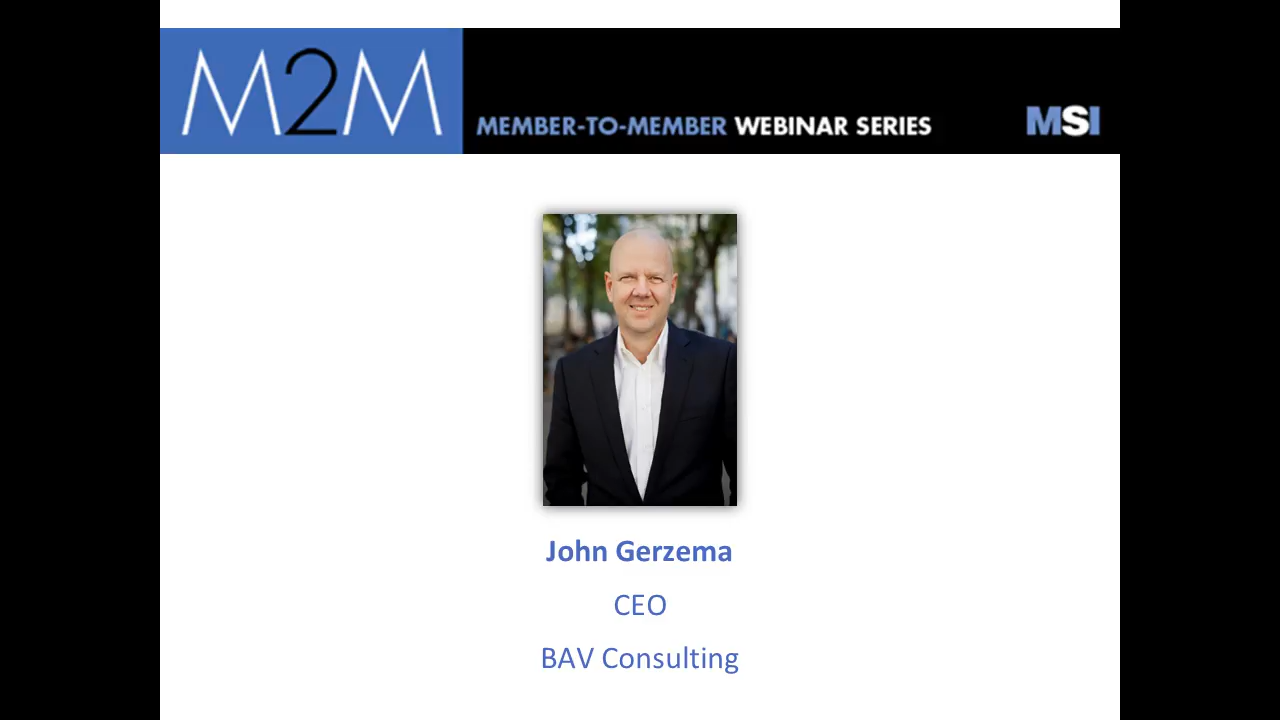 M2M
MEMBER-TO-MEMBER WEBINAR SERIES
MSI
John Gerzema
CEO
BAV Consulting